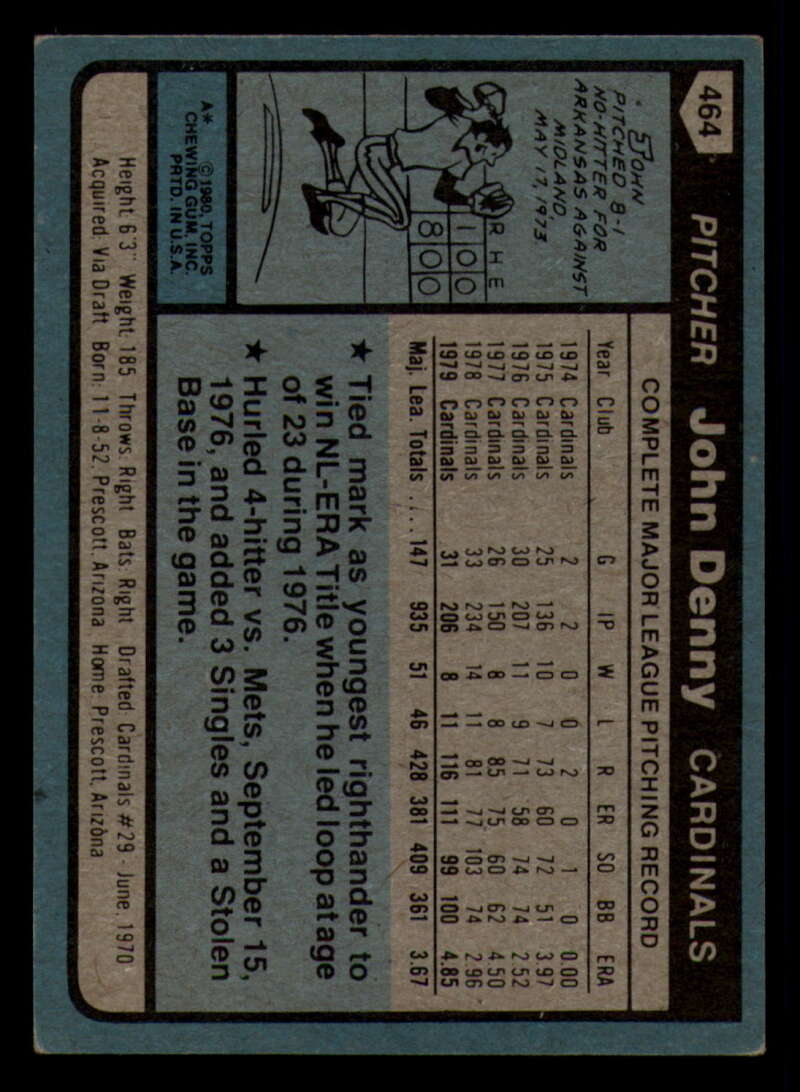 464 PITCHER John Denny CARDINALS
JOHN
PITCHED 8-1
NO-HITTER FOR
ARKANSAS AGAINST
MIDLAND,
MAY 17, 1973
R H E
1 0 0
8 0 0
A* ©1980, TOPPS
CHEWING GUM, INC.
PRTD. IN U.S.A.
COMPLETE MAJOR LEAGUE PITCHING RECORD
Year Club G IP W L R ER SO BB ERA
1974 Cardinals 2 2 0 0 2 0 1 0 0.00
1975 Cardinals 25 136 10 7 73 60 72 51 3.97
1976 Cardinals 30 207 11 9 71 58 74 74 2.52
1977 Cardinals 26 150 8 8 85 75 60 62 4.50
1978 Cardinals 33 234 14 11 81 77 103 74 2.96
1979 Cardinals 31 206 8 11 116 111 99 100 4.85
Maj. Lea. Totals .... 147 935 51 46 428 381 409 361 3.67
★ Tied mark as youngest righthander to
win NL-ERA Title when he led loop at age
of 23 during 1976.
★ Hurled 4-hitter vs. Mets, September 15,
1976, and added 3 Singles and a Stolen
Base in the game.
Height: 6'3" Weight: 185 Throws: Right Bats: Right Drafted: Cardinals #29 - June, 1970
Acquired: Via Draft Born: 11-8-52, Prescott, Arizona Home: Prescott, Arizona